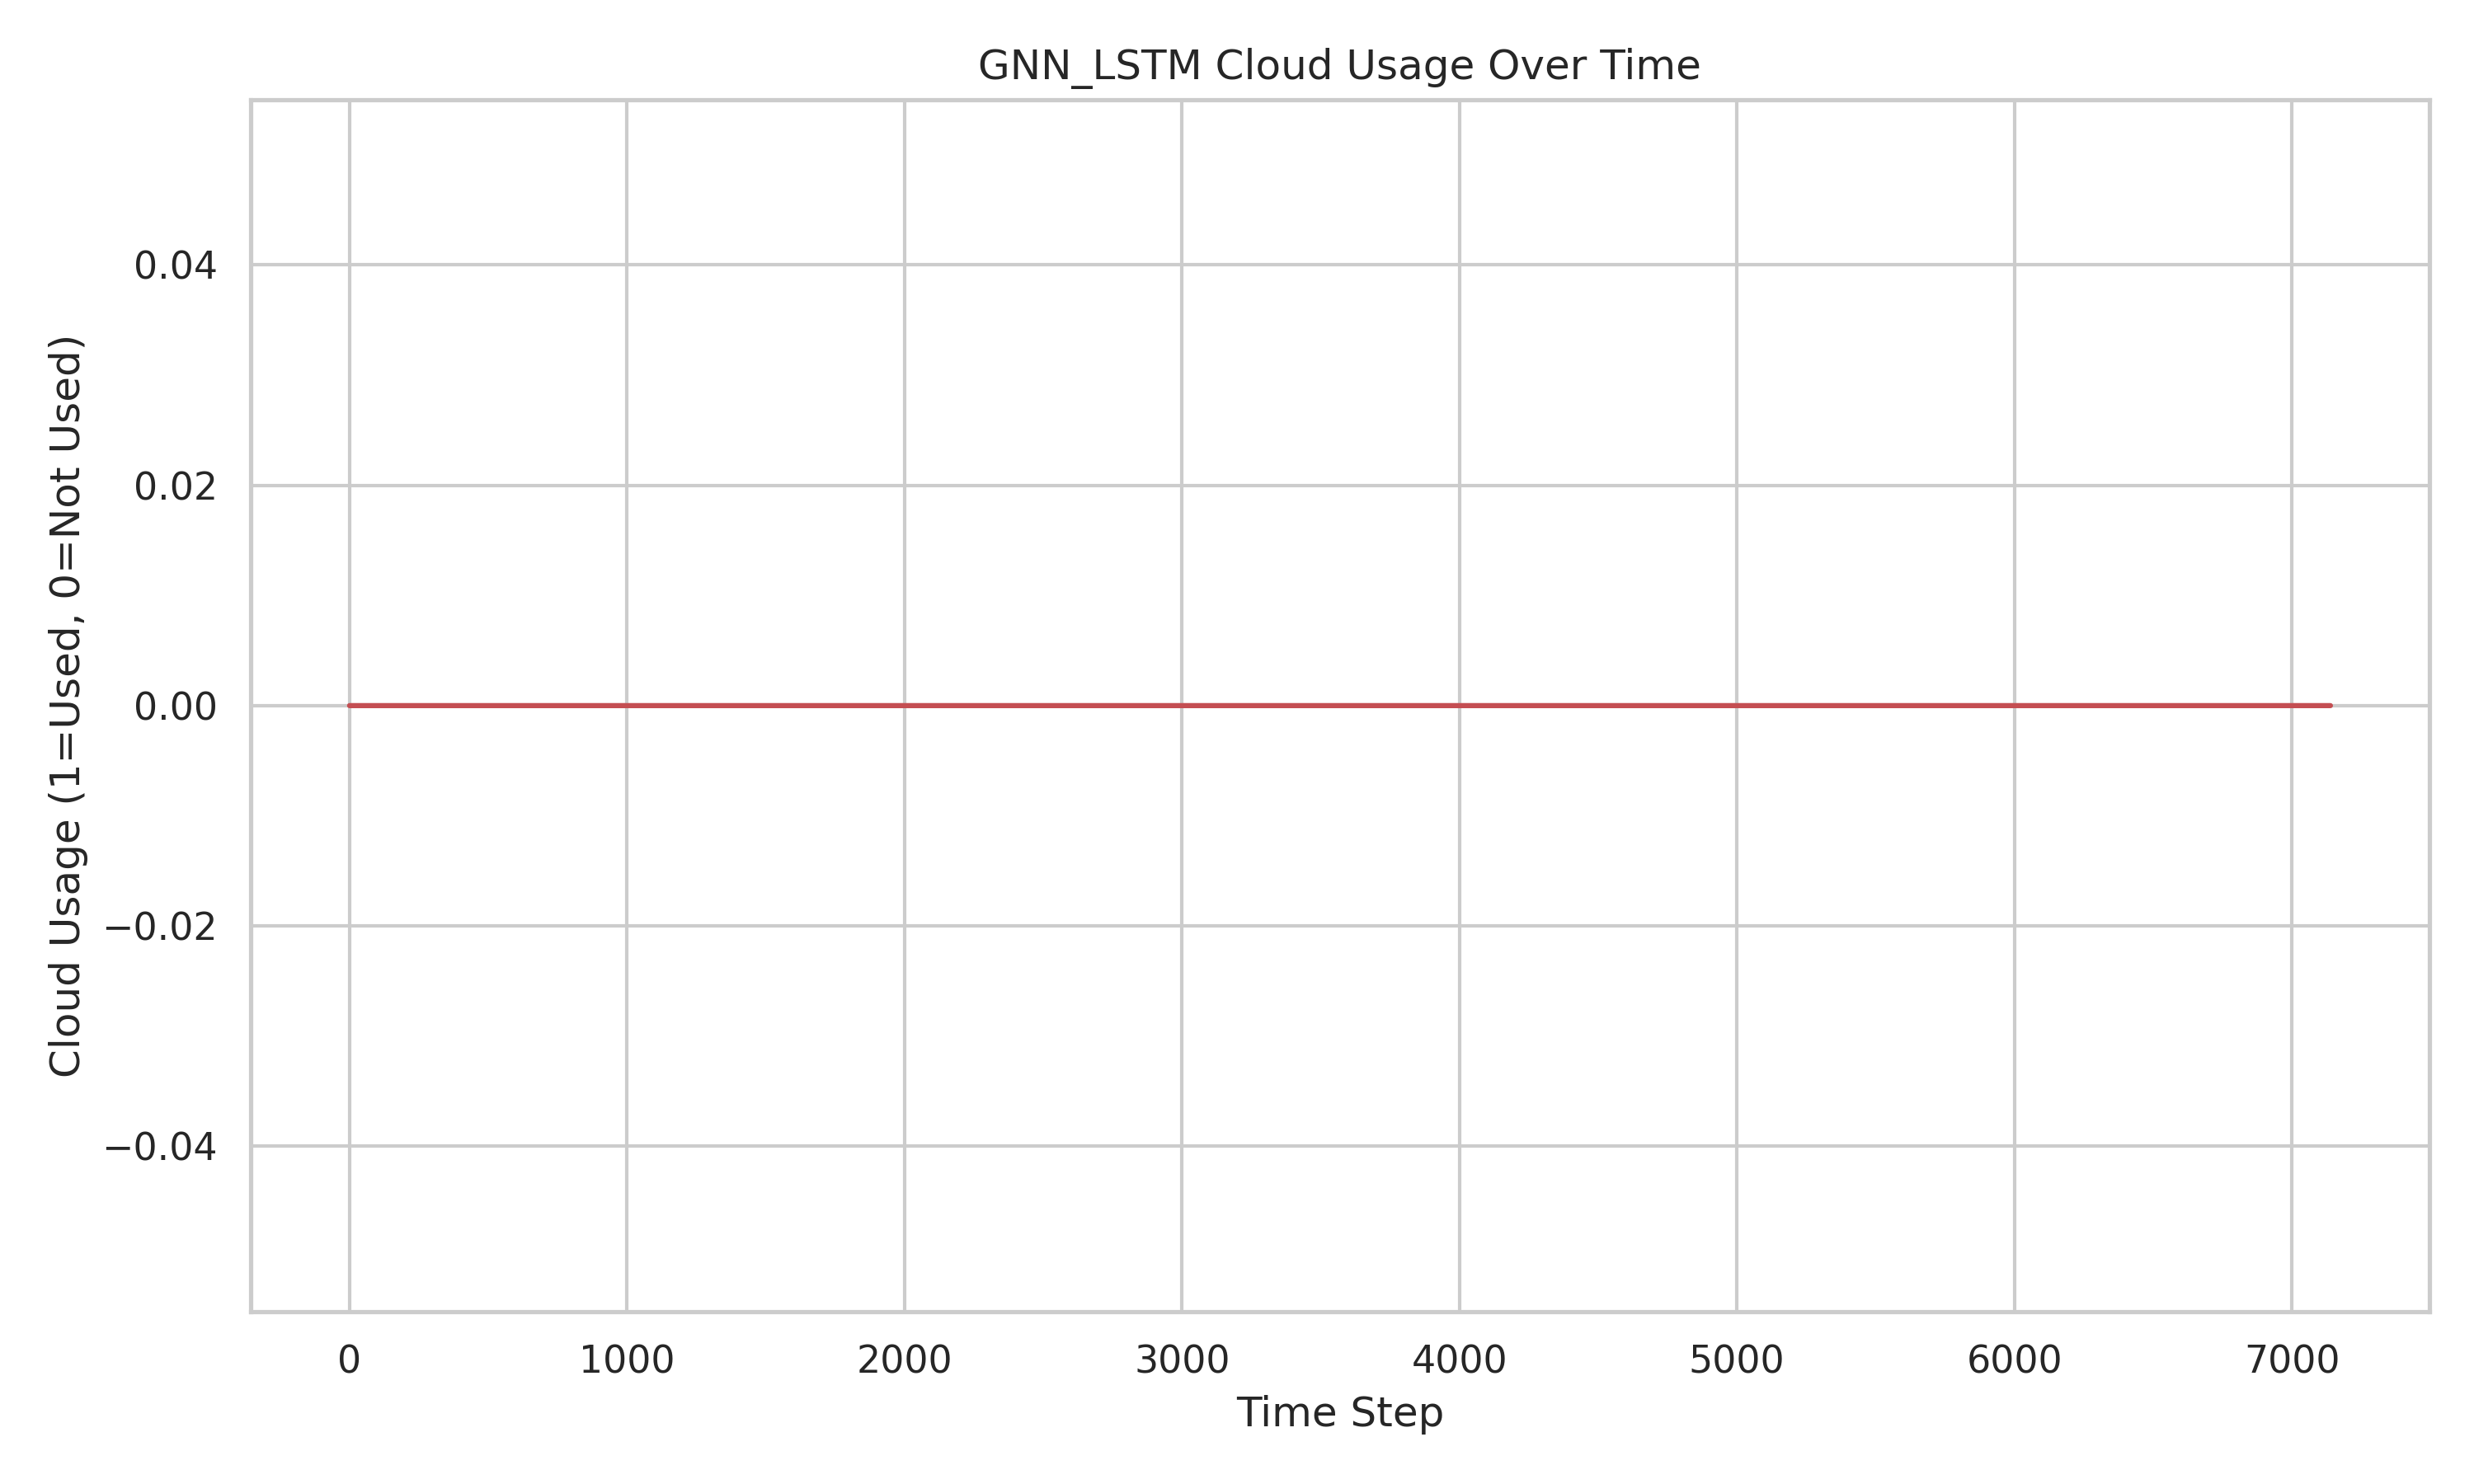 GNN_LSTM Cloud Usage Over Time
Cloud Usage (1=Used, 0=Not Used)
0.04
0.02
0.00
−0.02
−0.04
0 1000 2000 3000 4000 5000 6000 7000
Time Step